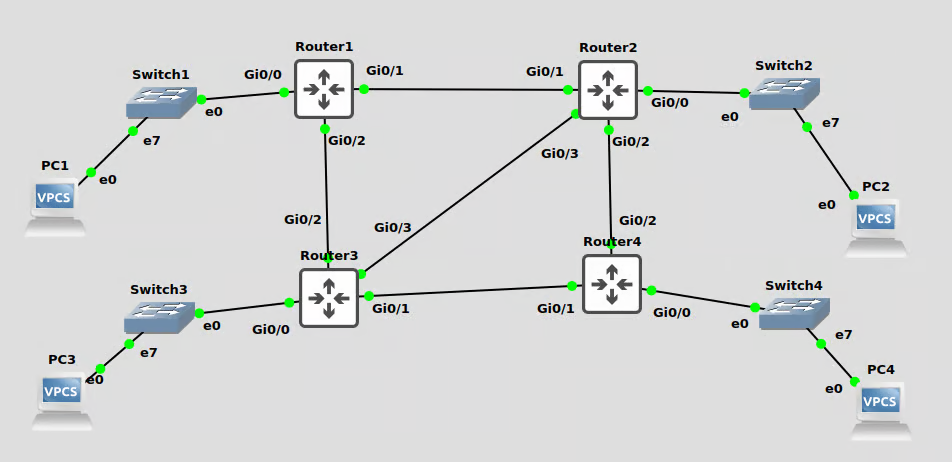 Router1
Router2
Switch1
Gi0/0
Gi0/1
Gi0/1
Switch2
e0
Gi0/0
e0
e7
Gi0/2
Gi0/2
e7
PC1
Gi0/3
e0
VPCS
PC2
e0
VPCS
Gi0/2
Gi0/3
Gi0/2
Router3
Router4
Switch3
Switch4
e0
Gi0/0
Gi0/1
Gi0/1
Gi0/0
e0
e7
e7
PC3
e0
VPCS
PC4
e0
VPCS